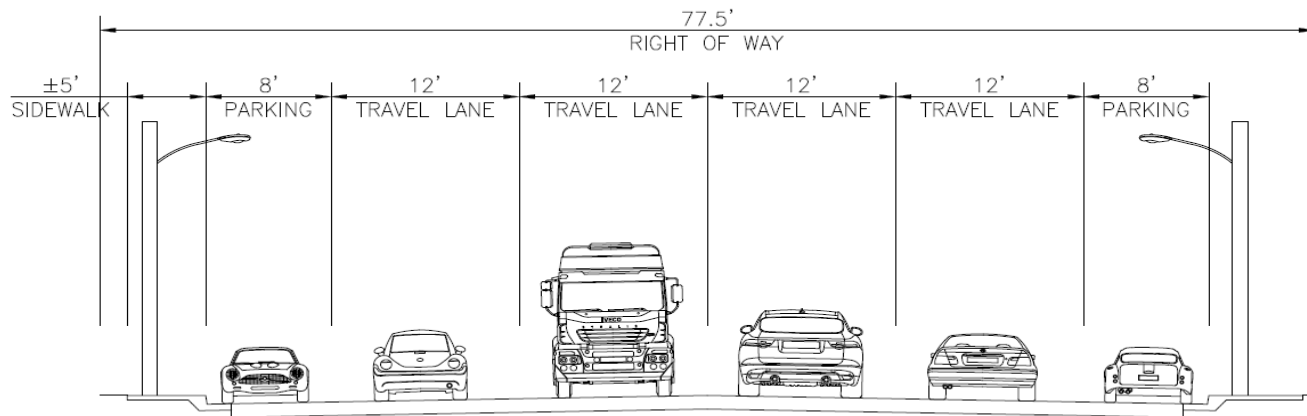 77.5'
RIGHT OF WAY
±5'
SIDEWALK
8'
PARKING
12'
TRAVEL LANE
12'
TRAVEL LANE
12'
TRAVEL LANE
12'
TRAVEL LANE
8'
PARKING
IVECO